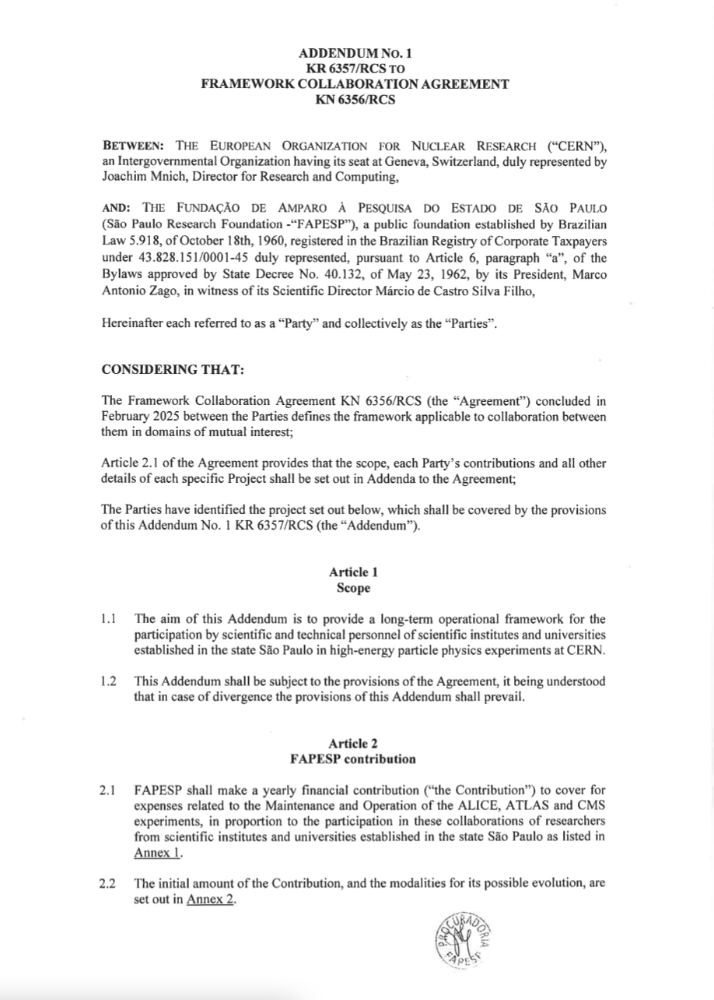 ADDENDUM No. 1
KR 6357/RCS TO
FRAMEWORK COLLABORATION AGREEMENT
KN 6356/RCS
BETWEEN: THE EUROPEAN ORGANIZATION FOR NUCLEAR RESEARCH (“CERN”),
an Intergovernmental Organization having its seat at Geneva, Switzerland, duly represented by
Joachim Mnich, Director for Research and Computing,
AND: THE FUNDAÇÃO DE AMPARO À PESQUISA DO ESTADO DE SÃO PAULO
(São Paulo Research Foundation -“FAPESP”), a public foundation established by Brazilian
Law 5.918, of October 18th, 1960, registered in the Brazilian Registry of Corporate Taxpayers
under 43.828.151/0001-45 duly represented, pursuant to Article 6, paragraph “a”, of the
Bylaws approved by State Decree No. 40.132, of May 23, 1962, by its President, Marco
Antonio Zago, in witness of its Scientific Director Márcio de Castro Silva Filho,
Hereinafter each referred to as a “Party” and collectively as the “Parties”.
CONSIDERING THAT:
The Framework Collaboration Agreement KN 6356/RCS (the “Agreement”) concluded in
February 2025 between the Parties defines the framework applicable to collaboration between
them in domains of mutual interest;
Article 2.1 of the Agreement provides that the scope, each Party’s contributions and all other
details of each specific Project shall be set out in Addenda to the Agreement;
The Parties have identified the project set out below, which shall be covered by the provisions
of this Addendum No. 1 KR 6357/RCS (the “Addendum”).
Article 1
Scope
1.1 The aim of this Addendum is to provide a long-term operational framework for the
participation by scientific and technical personnel of scientific institutes and universities
established in the state São Paulo in high-energy particle physics experiments at CERN.
1.2 This Addendum shall be subject to the provisions of the Agreement, it being understood
that in case of divergence the provisions of this Addendum shall prevail.
Article 2
FAPESP contribution
2.1 FAPESP shall make a yearly financial contribution (“the Contribution”) to cover for
expenses related to the Maintenance and Operation of the ALICE, ATLAS and CMS
experiments, in proportion to the participation in these collaborations of researchers
from scientific institutes and universities established in the state São Paulo as listed in
Annex 1.
2.2 The initial amount of the Contribution, and the modalities for its possible evolution, are
set out in Annex 2.
PROCURADORIA
FAPESP